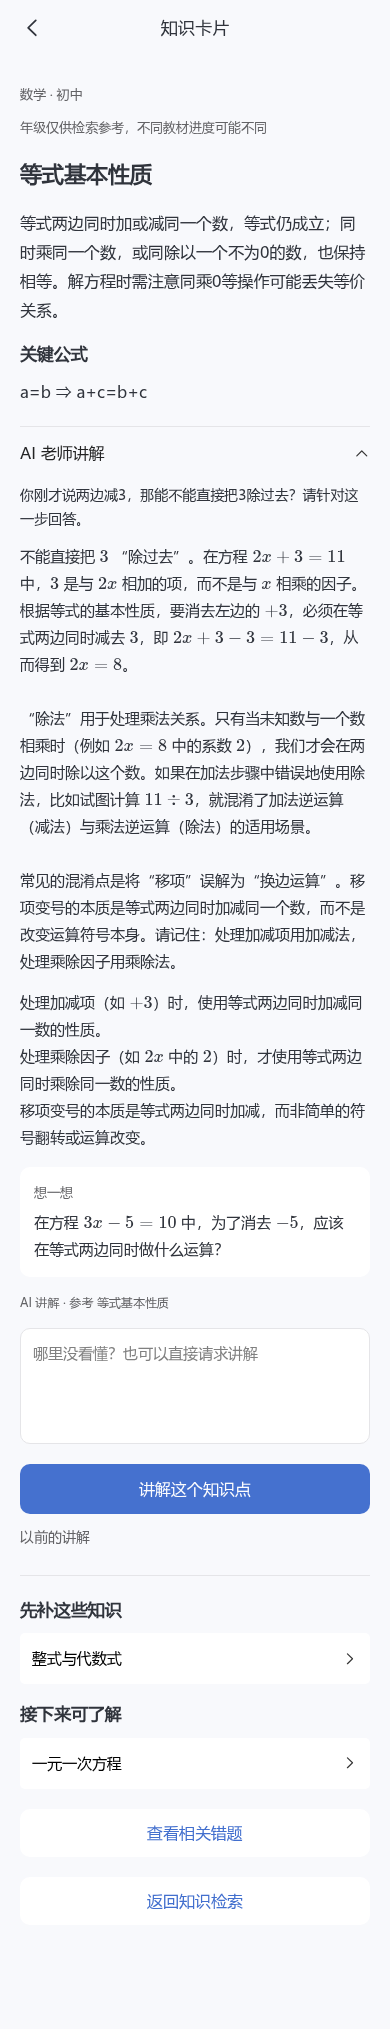 知识卡片
数学 · 初中
年级仅供检索参考，不同教材进度可能不同
等式基本性质
等式两边同时加或减同一个数，等式仍成立；同
时乘同一个数，或同除以一个不为0的数，也保持
相等。解方程时需注意同乘0等操作可能丢失等价
关系。
关键公式
a=b ⇒ a+c=b+c
AI 老师讲解
你刚才说两边减3，那能不能直接把3除过去？请针对这
一步回答。
不能直接把 3 “除过去”。在方程 2x + 3 = 11
中，3 是与 2x 相加的项，而不是与 x 相乘的因子。
根据等式的基本性质，要消去左边的 +3，必须在等
式两边同时减去 3，即 2x + 3 − 3 = 11 − 3，从
而得到 2x = 8。
“除法”用于处理乘法关系。只有当未知数与一个数
相乘时（例如 2x = 8 中的系数 2），我们才会在两
边同时除以这个数。如果在加法步骤中错误地使用除
法，比如试图计算 11 ÷ 3，就混淆了加法逆运算
（减法）与乘法逆运算（除法）的适用场景。
常见的混淆点是将“移项”误解为“换边运算”。移
项变号的本质是等式两边同时加减同一个数，而不是
改变运算符号本身。请记住：处理加减项用加减法，
处理乘除因子用乘除法。
处理加减项（如 +3）时，使用等式两边同时加减同
一数的性质。
处理乘除因子（如 2x 中的 2）时，才使用等式两边
同时乘除同一数的性质。
移项变号的本质是等式两边同时加减，而非简单的符
号翻转或运算改变。
想一想
在方程 3x − 5 = 10 中，为了消去 −5，应该
在等式两边同时做什么运算？
AI 讲解 · 参考 等式基本性质
哪里没看懂？也可以直接请求讲解
讲解这个知识点
以前的讲解
先补这些知识
整式与代数式
接下来可了解
一元一次方程
查看相关错题
返回知识检索